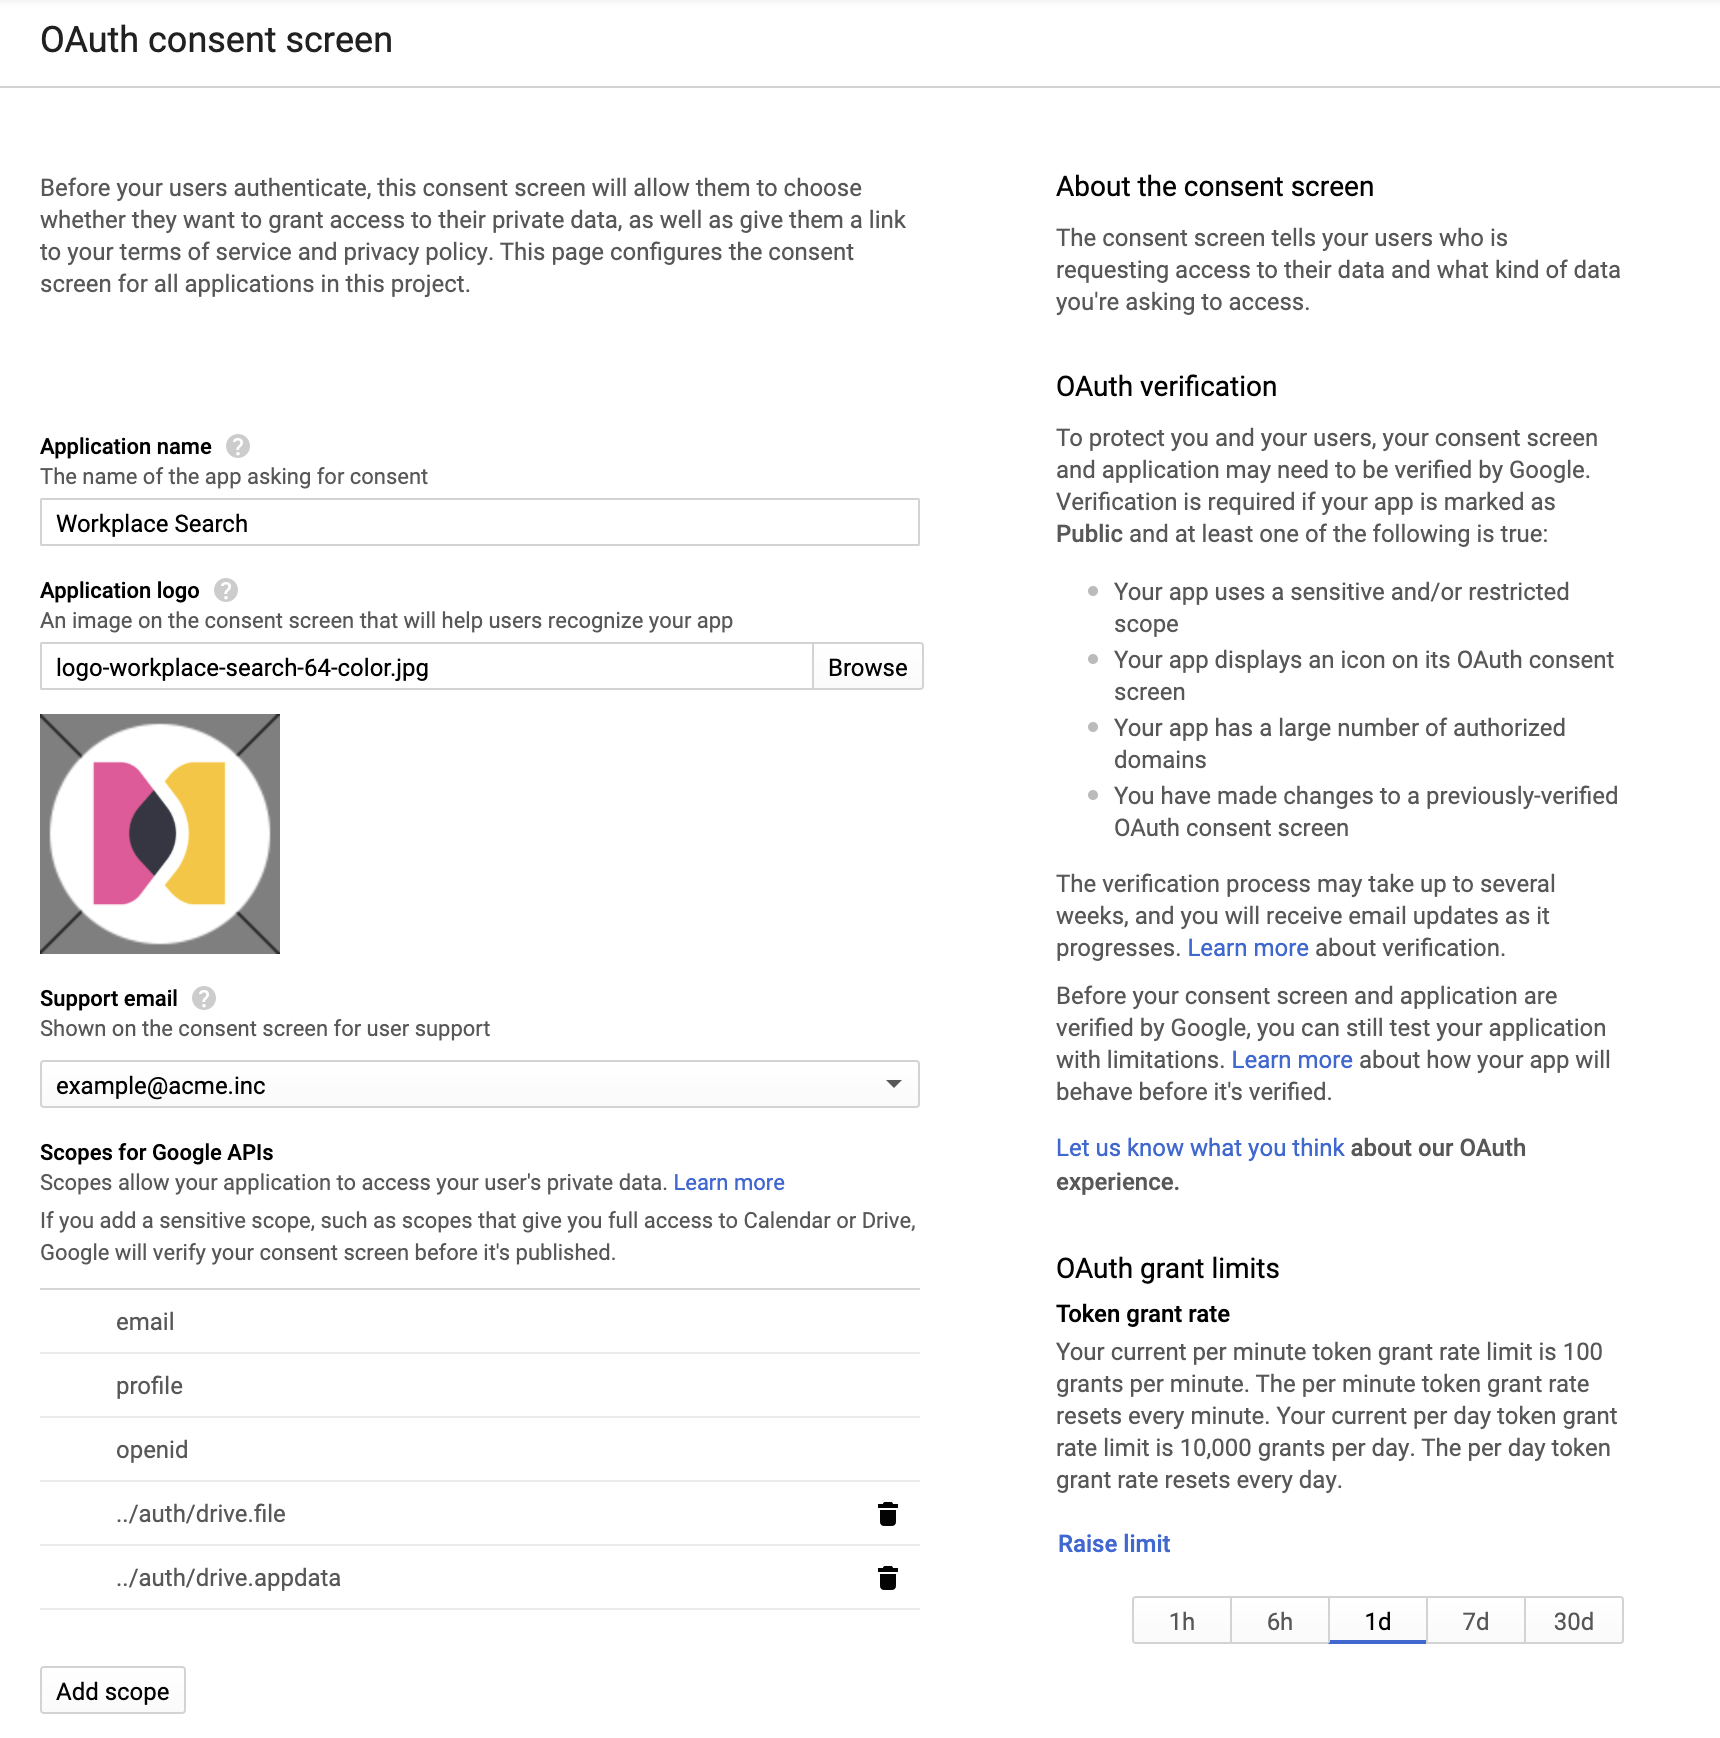 OAuth consent screen
Before your users authenticate, this consent screen will allow them to choose
whether they want to grant access to their private data, as well as give them a link
to your terms of service and privacy policy. This page configures the consent
screen for all applications in this project.
Application name ?
The name of the app asking for consent
Workplace Search
Application logo ?
An image on the consent screen that will help users recognize your app
logo-workplace-search-64-color.jpg
Browse
Support email ?
Shown on the consent screen for user support
example@acme.inc
Scopes for Google APIs
Scopes allow your application to access your user's private data. Learn more
If you add a sensitive scope, such as scopes that give you full access to Calendar or Drive,
Google will verify your consent screen before it's published.
email
profile
openid
../auth/drive.file
../auth/drive.appdata
Add scope
About the consent screen
The consent screen tells your users who is
requesting access to their data and what kind of data
you're asking to access.
OAuth verification
To protect you and your users, your consent screen
and application may need to be verified by Google.
Verification is required if your app is marked as
Public and at least one of the following is true:
Your app uses a sensitive and/or restricted
scope
Your app displays an icon on its OAuth consent
screen
Your app has a large number of authorized
domains
You have made changes to a previously-verified
OAuth consent screen
The verification process may take up to several
weeks, and you will receive email updates as it
progresses. Learn more about verification.
Before your consent screen and application are
verified by Google, you can still test your application
with limitations. Learn more about how your app will
behave before it's verified.
Let us know what you think about our OAuth
experience.
OAuth grant limits
Token grant rate
Your current per minute token grant rate limit is 100
grants per minute. The per minute token grant rate
resets every minute. Your current per day token grant
rate limit is 10,000 grants per day. The per day token
grant rate resets every day.
Raise limit
1h 6h 1d 7d 30d